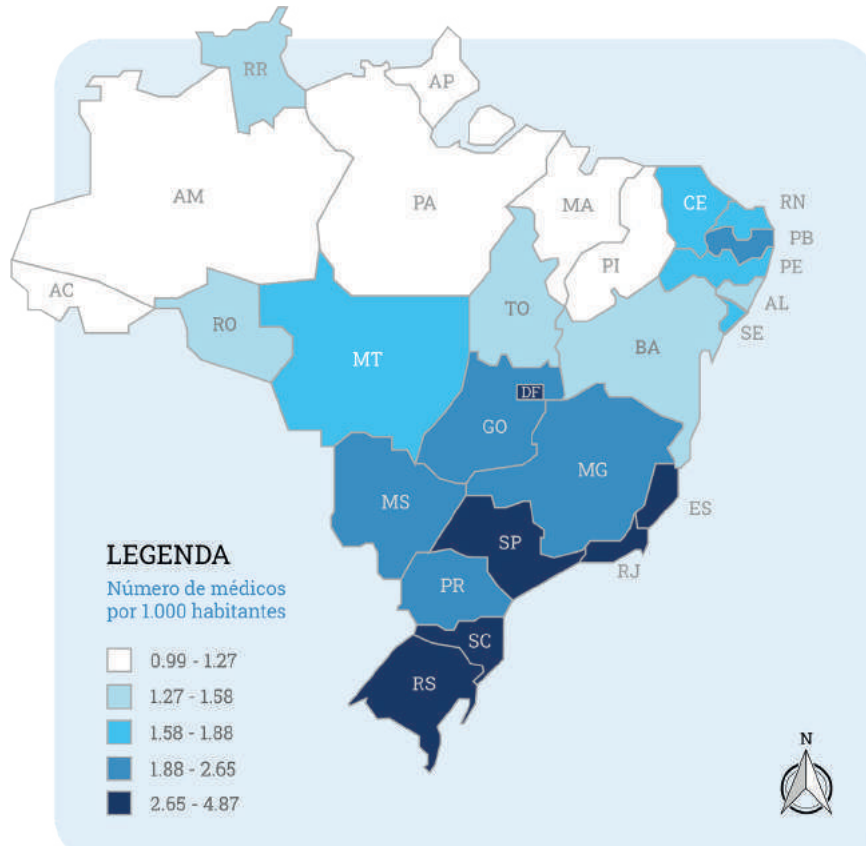 RR
AP
AM
PA
MA
CE
RN
PB
PI
PE
AC
AL
RO
TO
SE
BA
MT
DF
GO
MG
MS
ES
SP
RJ
PR
SC
RS
LEGENDA
Número de médicos
por 1.000 habitantes
0.99 - 1.27
1.27 - 1.58
1.58 - 1.88
1.88 - 2.65
2.65 - 4.87
N